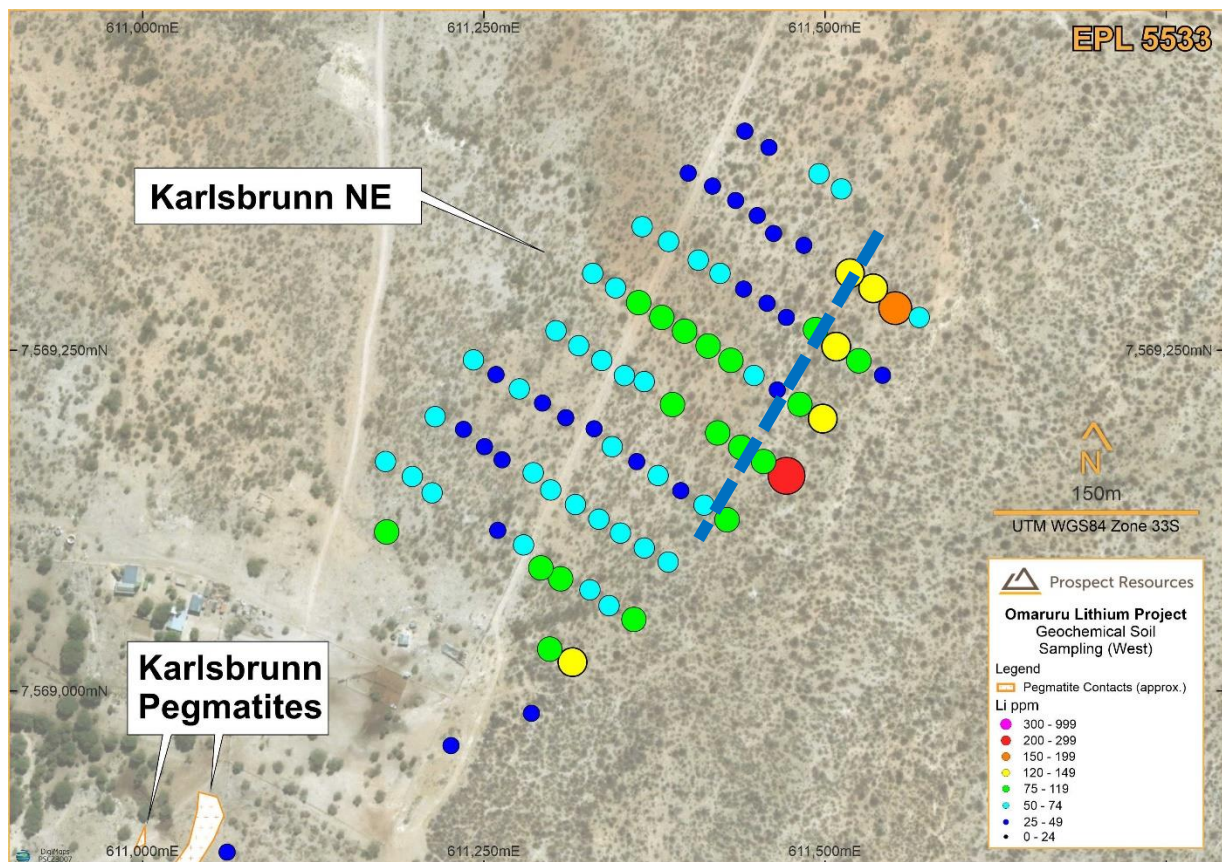 611,000mE
611,250mE
611,500mE
EPL 5533
Karlsbrunn NE
7,569,250mN
7,569,250mN
N
150m
UTM WGS84 Zone 33S
Prospect Resources
Omaruru Lithium Project
Geochemical Soil
Sampling (West)
Legend
Pegmatite Contacts (approx.)
Li ppm
300 - 999
200 - 299
150 - 199
120 - 149
75 - 119
50 - 74
25 - 49
0 - 24
Karlsbrunn
Pegmatites
7,569,000mN
DigiMaps
PSC23007
611,000mE
611,250mE
611,500mE